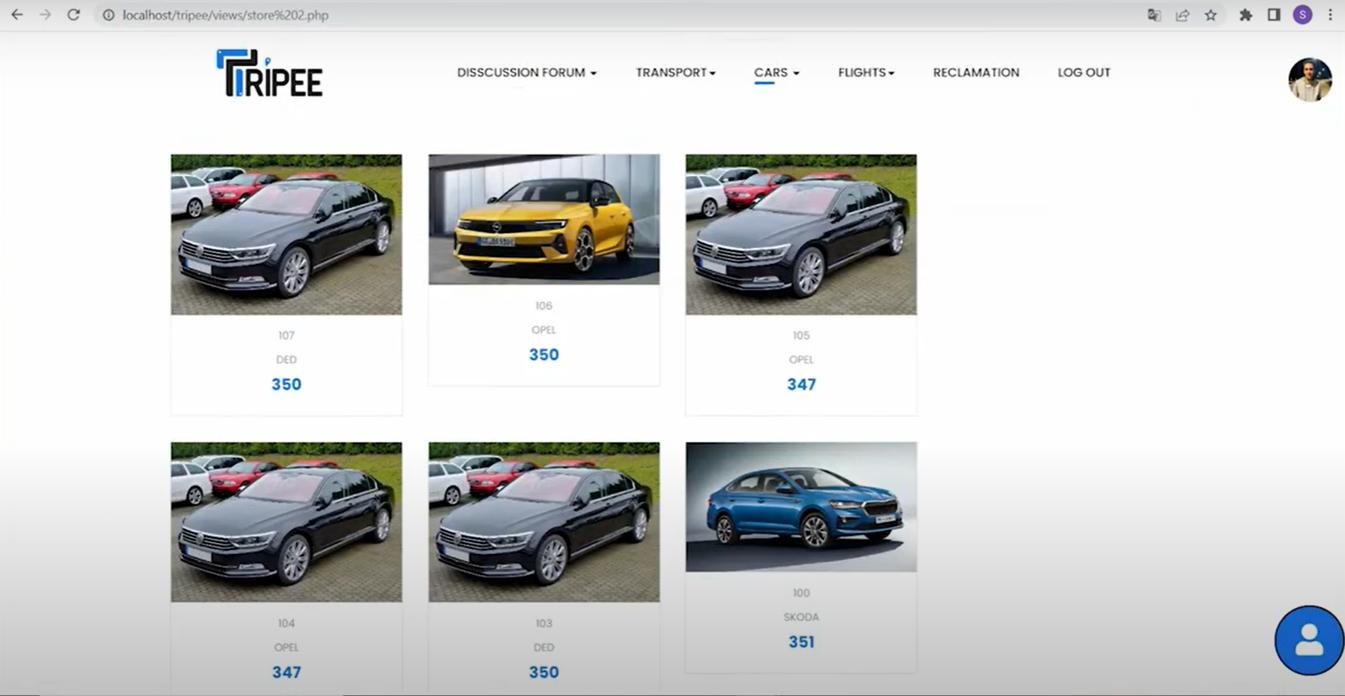 localhost/tripee/views/store%202.php
S
TRIPEE
DISSCUSSION FORUM
TRANSPORT
CARS
FLIGHTS
RECLAMATION
LOG OUT
107
DED
350
106
OPEL
350
105
OPEL
347
104
OPEL
347
103
DED
350
100
SKODA
351